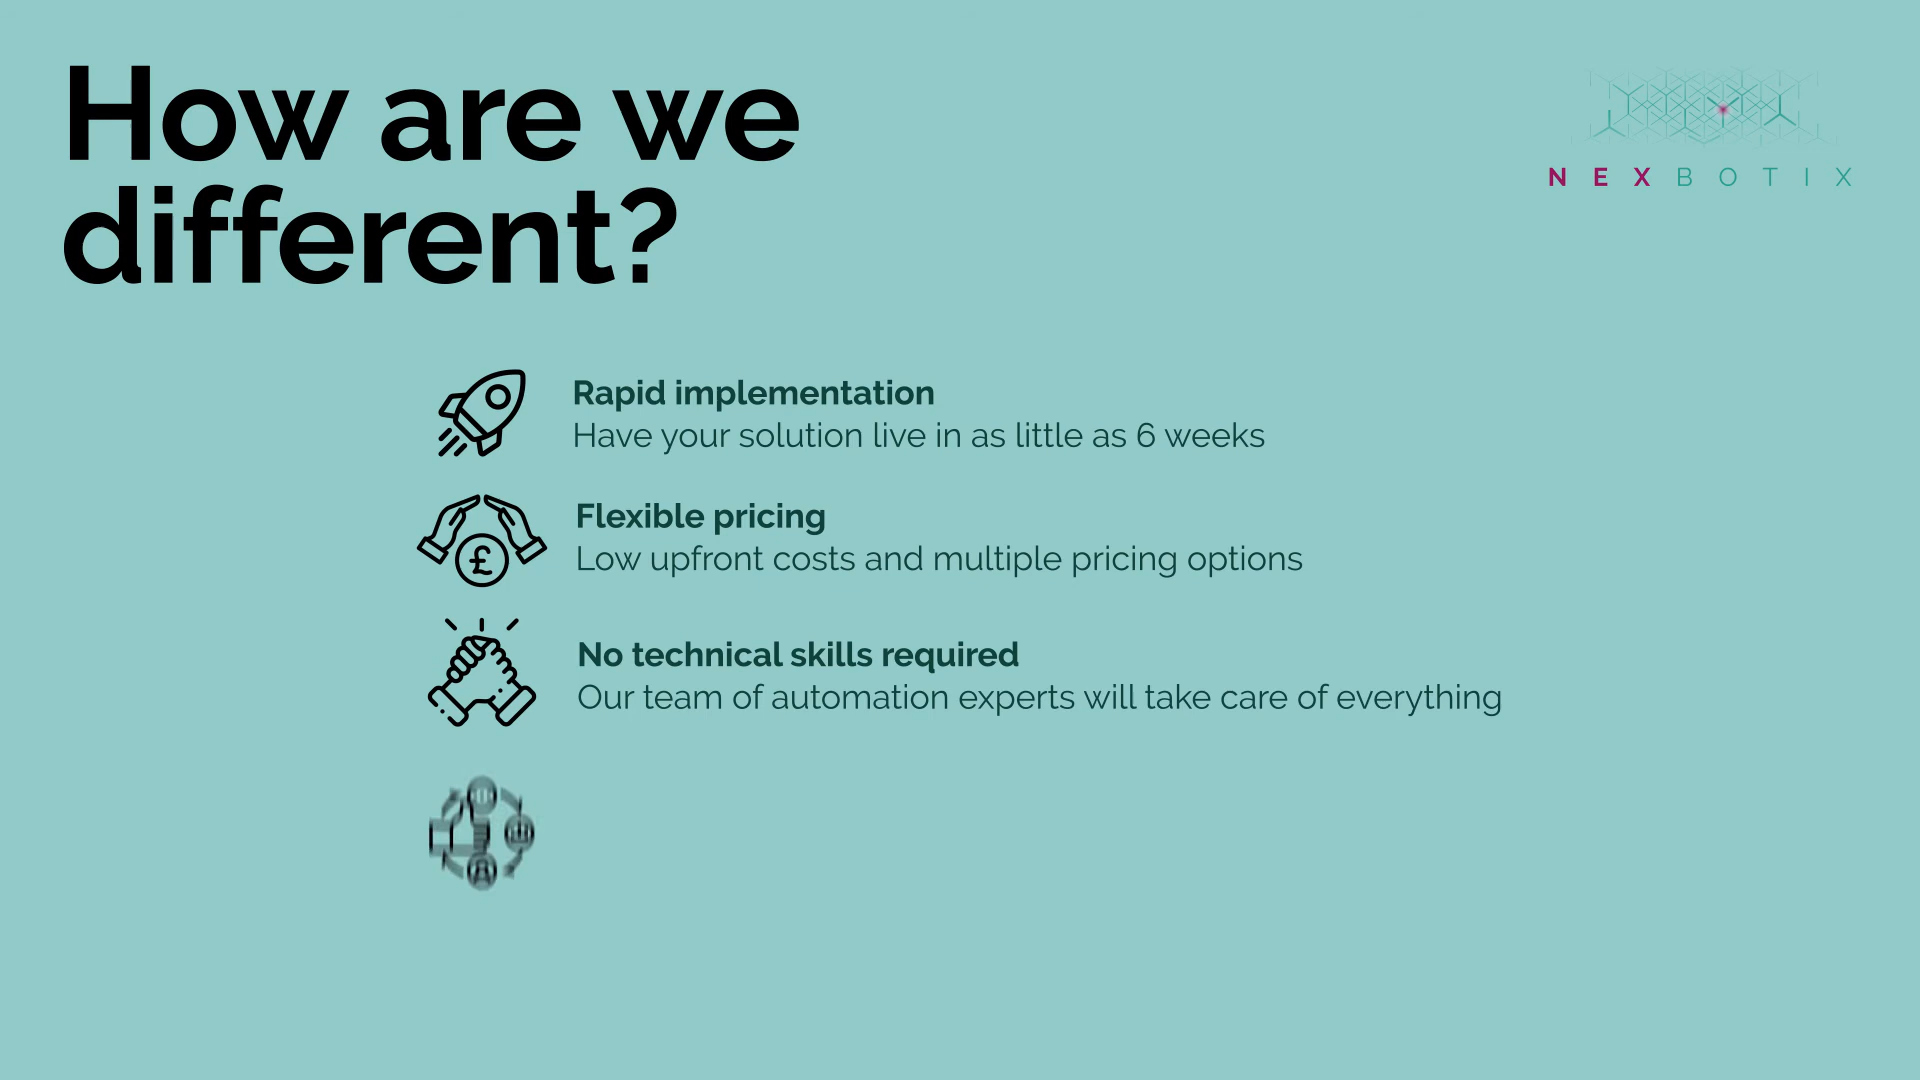 How are we
different?
NEXBOTIX
Rapid implementation
Have your solution live in as little as 6 weeks
£
Flexible pricing
Low upfront costs and multiple pricing options
No technical skills required
Our team of automation experts will take care of everything